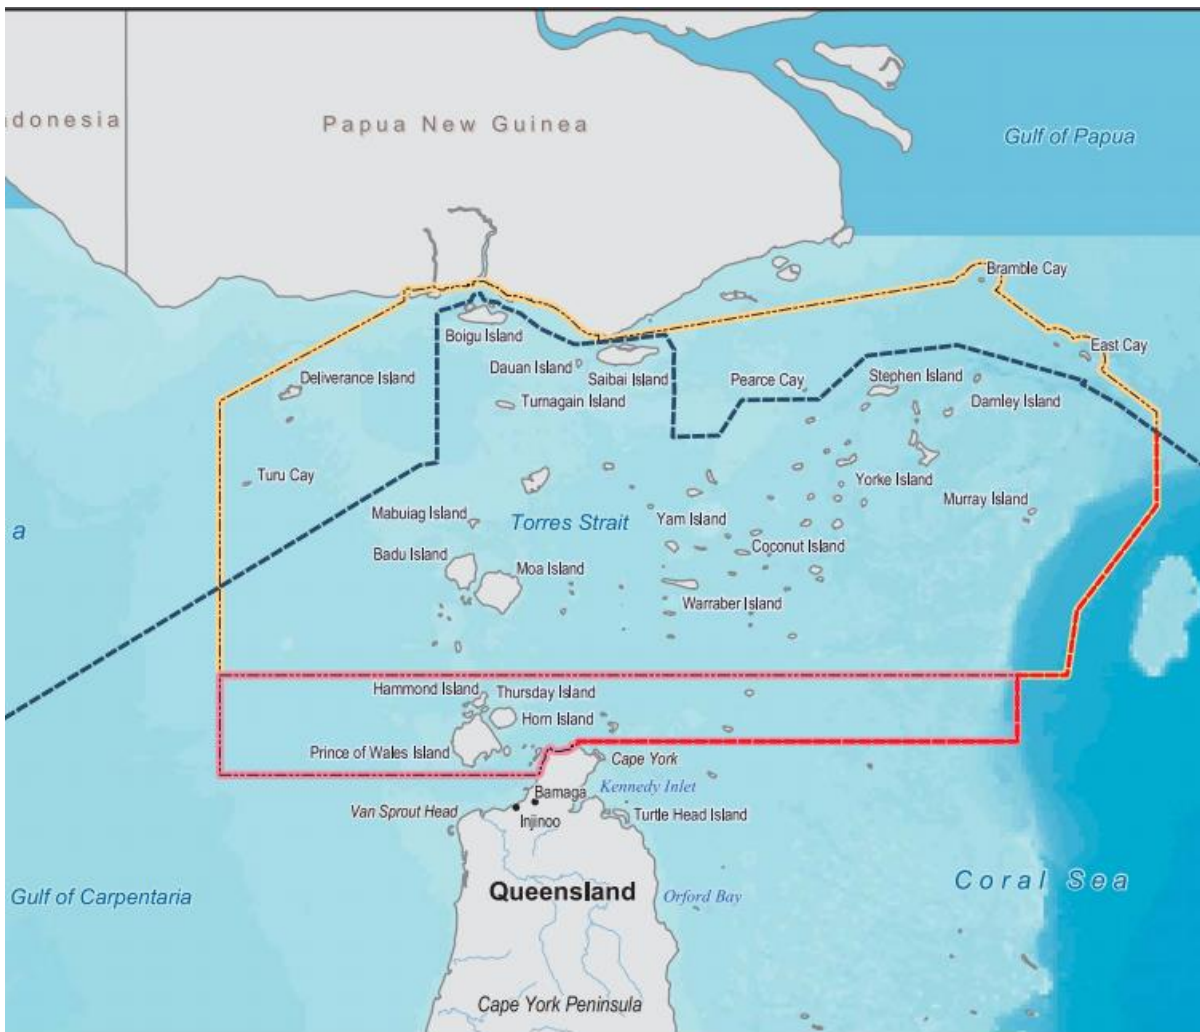 donesia
Papua New Guinea
Gulf of Papua
Bramble Cay
Boigu Island
East Cay
Dauan Island
Saibai Island
Deliverance Island
Pearce Cay
Stephen Island
Turnagain Island
Darnley Island
Turu Cay
Yorke Island
Murray Island
Mabuiag Island
Torres Strait
Yam Island
a
Coconut Island
Badu Island
Moa Island
Warraber Island
Hammond Island
Thursday Island
Horn Island
Prince of Wales Island
Cape York
Kennedy Inlet
Bamaga
Van Sprout Head
Injinoo
Turtle Head Island
Queensland
Coral Sea
Gulf of Carpentaria
Orford Bay
Cape York Peninsula